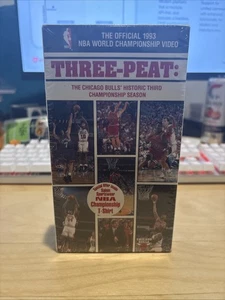 THE OFFICIAL 1993
NBA WORLD CHAMPIONSHIP VIDEO
THREE-PEAT:
THE CHICAGO BULLS' HISTORIC THIRD
CHAMPIONSHIP SEASON
NBA
Championship
T-Shirt